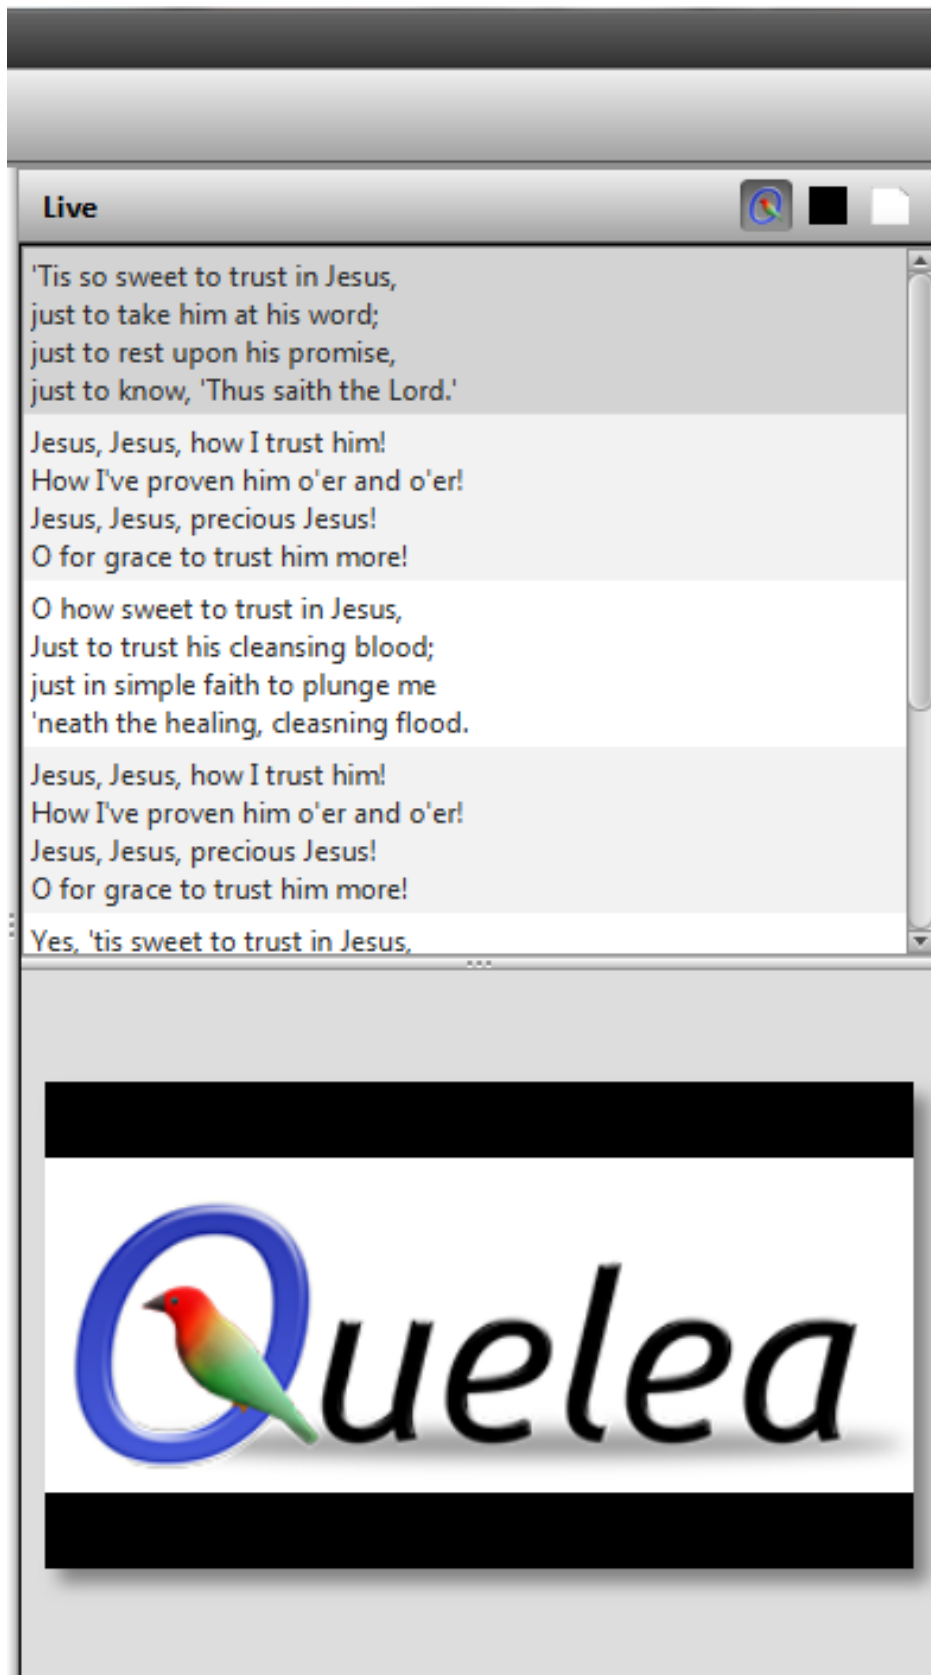 Live
'Tis so sweet to trust in Jesus,
just to take him at his word;
just to rest upon his promise,
just to know, 'Thus saith the Lord.'
Jesus, Jesus, how I trust him!
How I've proven him o'er and o'er!
Jesus, Jesus, precious Jesus!
O for grace to trust him more!
O how sweet to trust in Jesus,
Just to trust his cleansing blood;
just in simple faith to plunge me
'neath the healing, cleasning flood.
Jesus, Jesus, how I trust him!
How I've proven him o'er and o'er!
Jesus, Jesus, precious Jesus!
O for grace to trust him more!
Yes, 'tis sweet to trust in Jesus,
Quelea